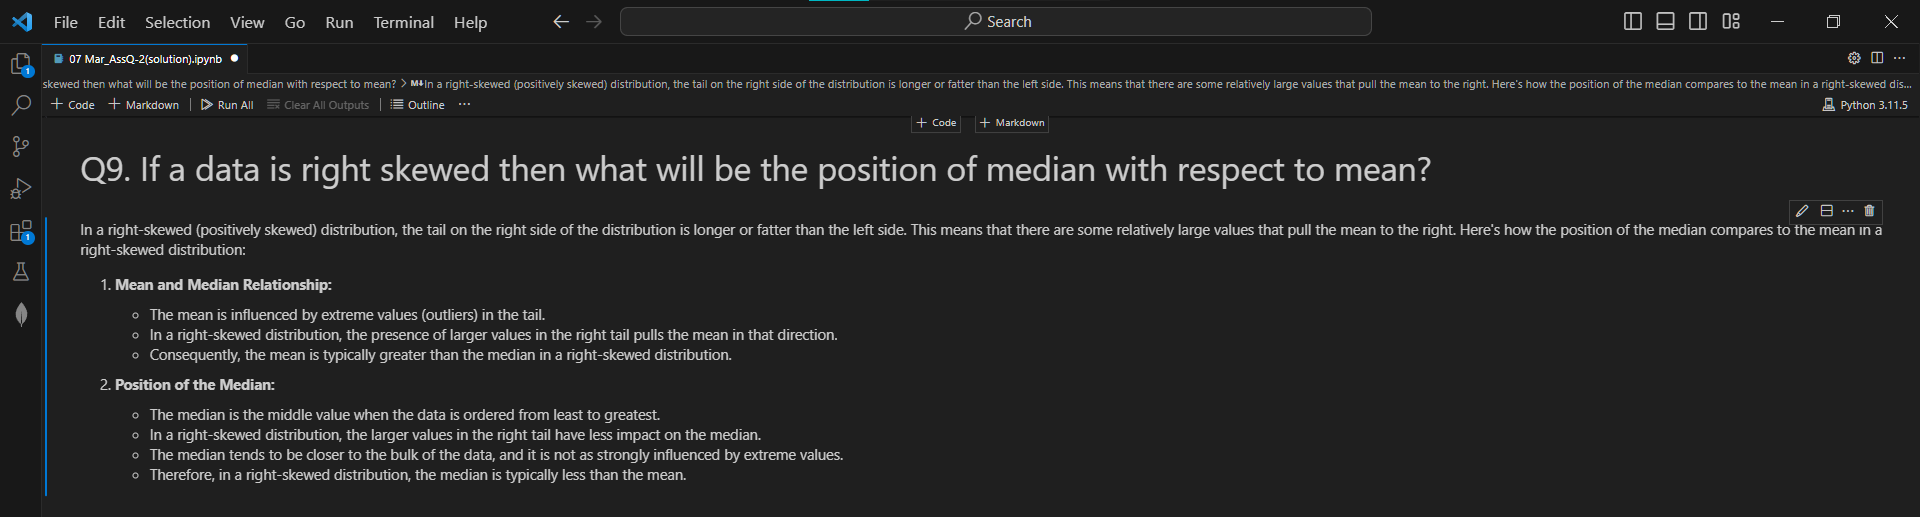 File Edit Selection View Go Run Terminal Help Search
07 Mar_AssQ-2(solution).ipynb
skewed then what will be the position of median with respect to mean? > M↓In a right-skewed (positively skewed) distribution, the tail on the right side of the distribution is longer or fatter than the left side. This means that there are some relatively large values that pull the mean to the right. Here's how the position of the median compares to the mean in a right-skewed dis...
+ Code + Markdown | Run All Clear All Outputs | Outline ··· Python 3.11.5
+ Code + Markdown
Q9. If a data is right skewed then what will be the position of median with respect to mean?
In a right-skewed (positively skewed) distribution, the tail on the right side of the distribution is longer or fatter than the left side. This means that there are some relatively large values that pull the mean to the right. Here's how the position of the median compares to the mean in a
right-skewed distribution:
1. Mean and Median Relationship:
The mean is influenced by extreme values (outliers) in the tail.
In a right-skewed distribution, the presence of larger values in the right tail pulls the mean in that direction.
Consequently, the mean is typically greater than the median in a right-skewed distribution.
2. Position of the Median:
The median is the middle value when the data is ordered from least to greatest.
In a right-skewed distribution, the larger values in the right tail have less impact on the median.
The median tends to be closer to the bulk of the data, and it is not as strongly influenced by extreme values.
Therefore, in a right-skewed distribution, the median is typically less than the mean.
1
1